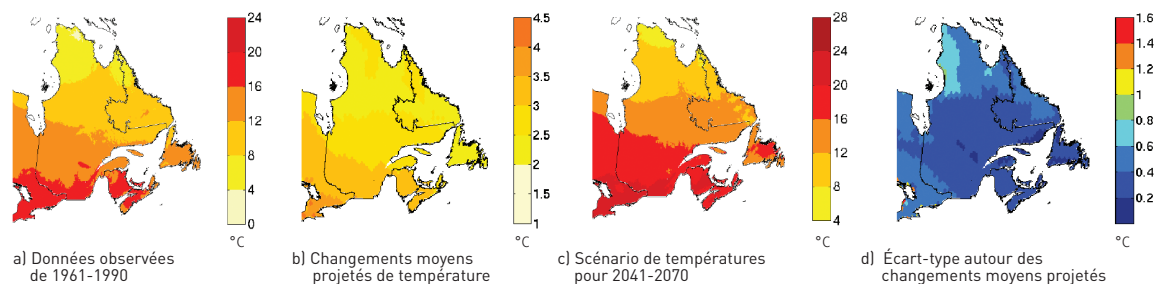 24
20
16
12
8
4
0
°C
a) Données observées
de 1961-1990
4.5
4
3.5
3
2.5
2
1.5
1
°C
b) Changements moyens
projetés de température
28
24
20
16
12
8
4
°C
c) Scénario de températures
pour 2041-2070
1.6
1.4
1.2
1
0.8
0.6
0.4
0.2
°C
d) Écart-type autour des
changements moyens projetés